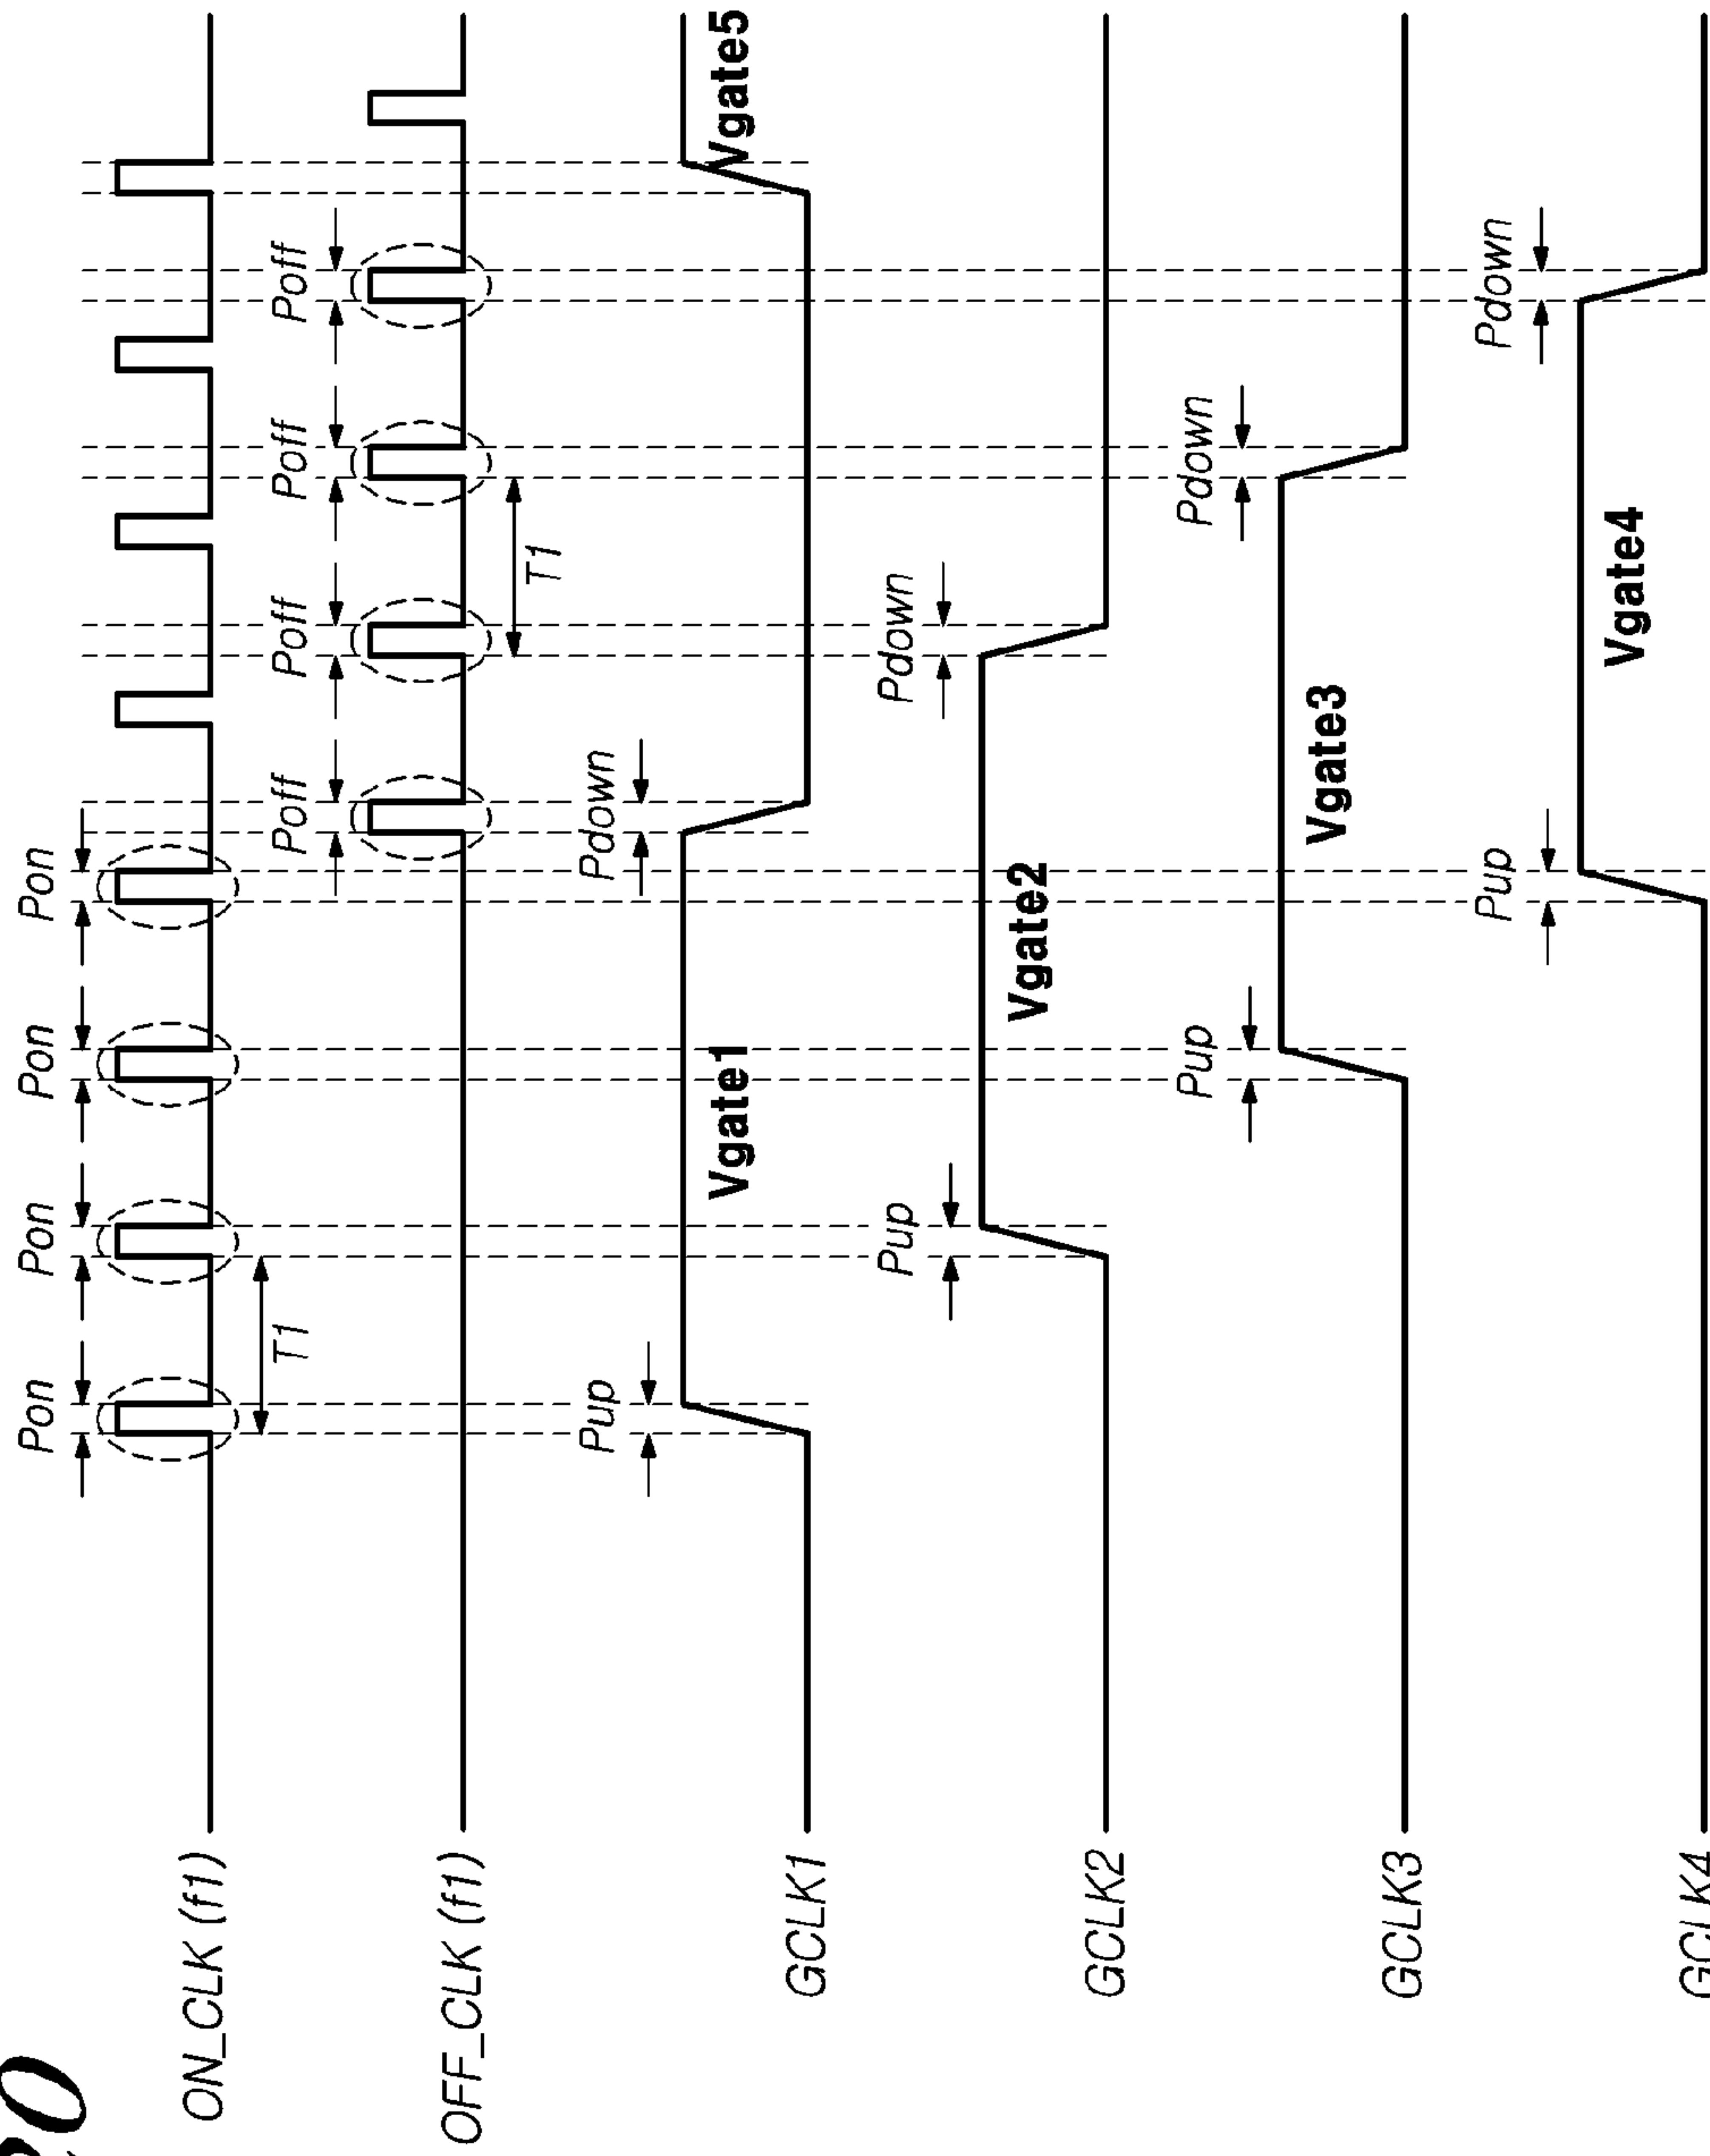 Pon Pon Pon Pon
ON_CLK (f1)
T1
Poff Poff Poff Poff
OFF_CLK (f1)
T1
Pup Pdown
GCLK1
Vgate1 Vgate5
Pup Pdown
Vgate2
GCLK2
Pup Pdown
Vgate3
GCLK3
Pup Pdown
Vgate4
GCLK4